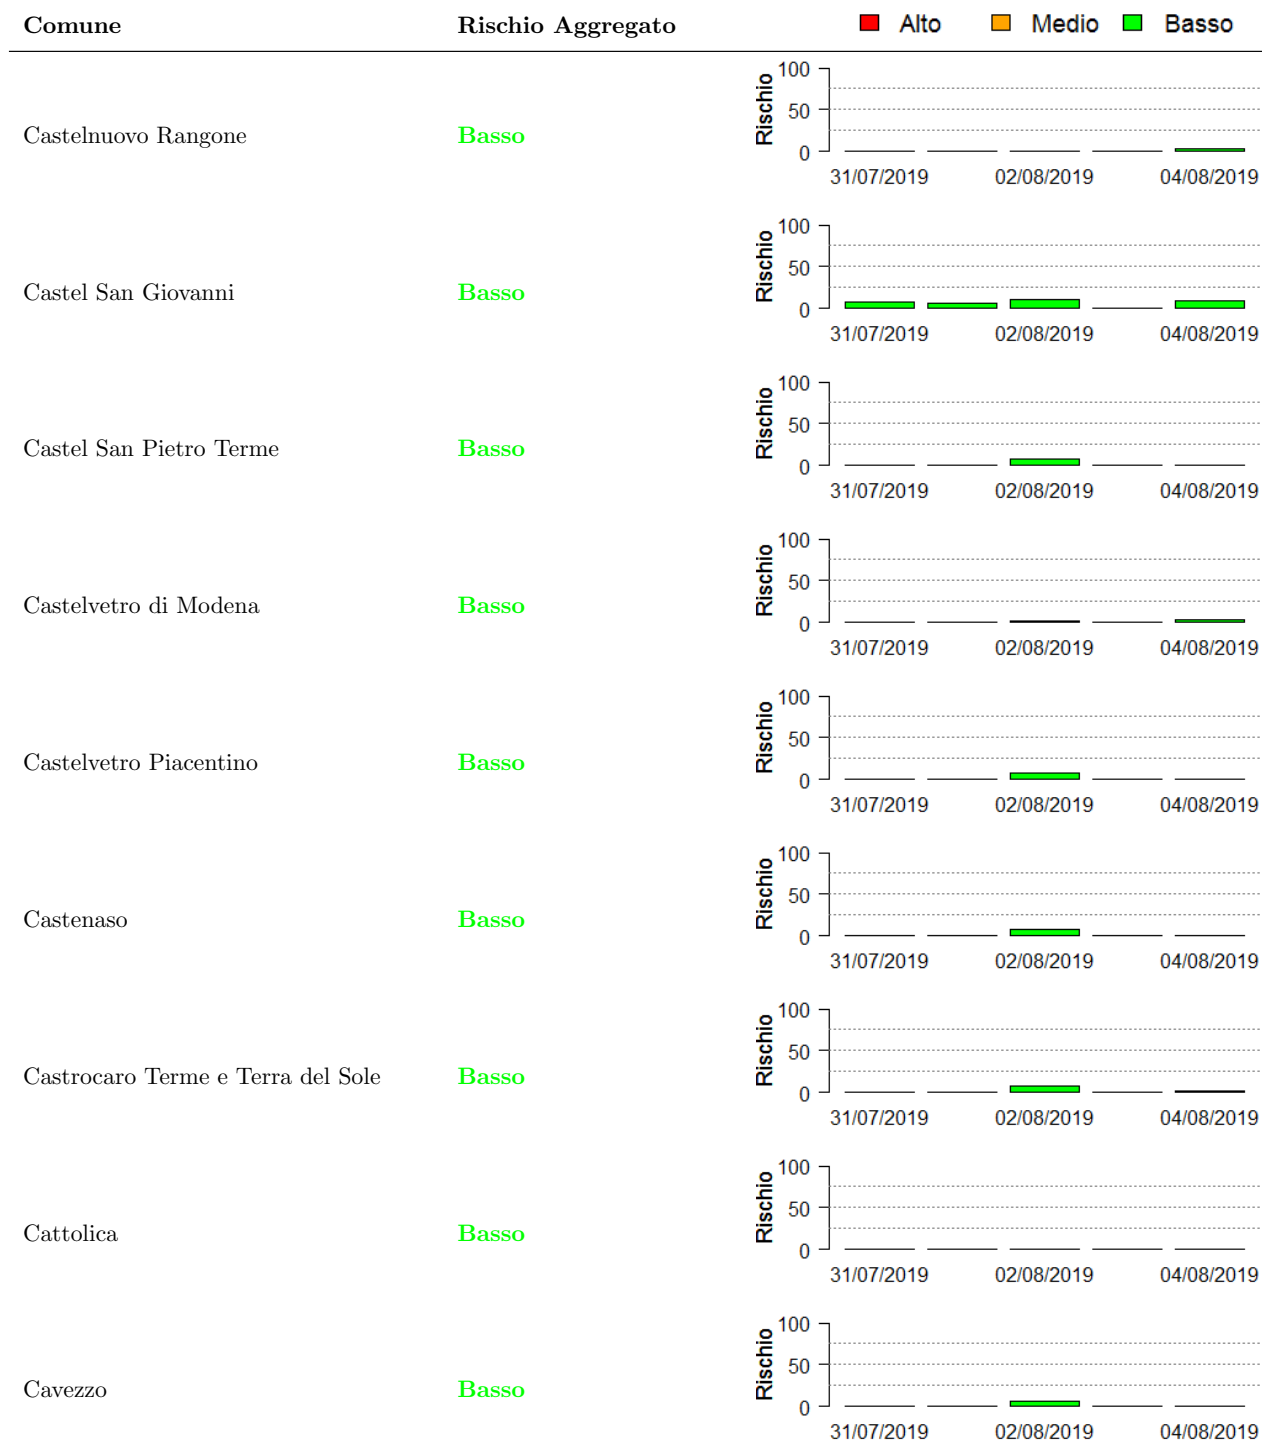 Comune Rischio Aggregato Alto Medio Basso
100
50
0
Rischio
Castelnuovo Rangone Basso
31/07/2019 02/08/2019 04/08/2019
100
50
0
Rischio
Castel San Giovanni Basso
31/07/2019 02/08/2019 04/08/2019
100
50
0
Rischio
Castel San Pietro Terme Basso
31/07/2019 02/08/2019 04/08/2019
100
50
0
Rischio
Castelvetro di Modena Basso
31/07/2019 02/08/2019 04/08/2019
100
50
0
Rischio
Castelvetro Piacentino Basso
31/07/2019 02/08/2019 04/08/2019
100
50
0
Rischio
Castenaso Basso
31/07/2019 02/08/2019 04/08/2019
100
50
0
Rischio
Castrocaro Terme e Terra del Sole Basso
31/07/2019 02/08/2019 04/08/2019
100
50
0
Rischio
Cattolica Basso
31/07/2019 02/08/2019 04/08/2019
100
50
0
Rischio
Cavezzo Basso
31/07/2019 02/08/2019 04/08/2019